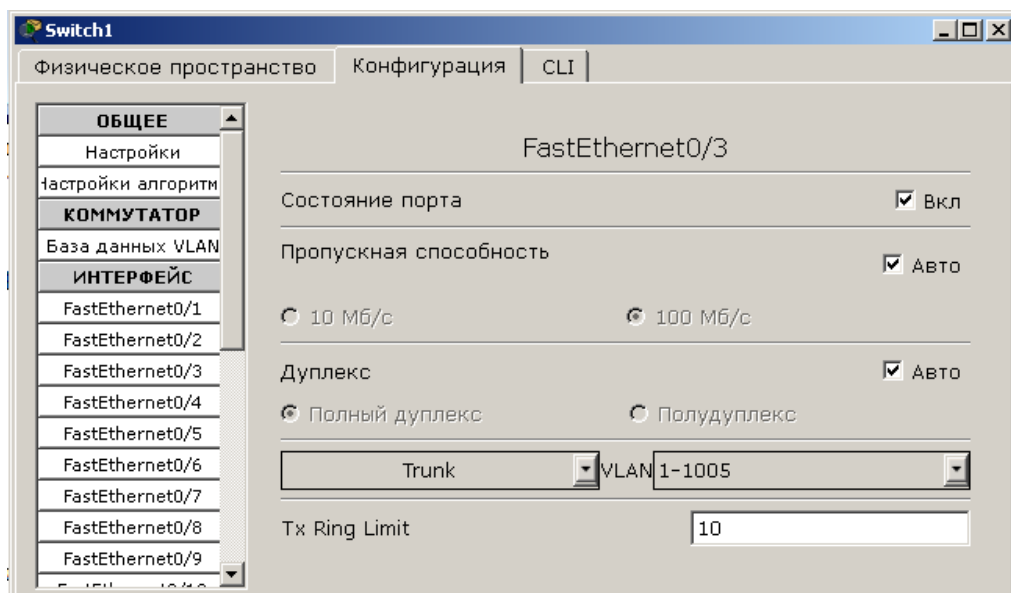 Switch1
Физическое пространство Конфигурация CLI
ОБЩЕЕ
Настройки
Настройки алгоритм
КОММУТАТОР
База данных VLAN
ИНТЕРФЕЙС
FastEthernet0/1
FastEthernet0/2
FastEthernet0/3
FastEthernet0/4
FastEthernet0/5
FastEthernet0/6
FastEthernet0/7
FastEthernet0/8
FastEthernet0/9
FastEthernet0/3
Состояние порта Вкл
Пропускная способность Авто
10 Мб/с 100 Мб/с
Дуплекс Авто
Полный дуплекс Полудуплекс
Trunk VLAN 1-1005
Tx Ring Limit 10